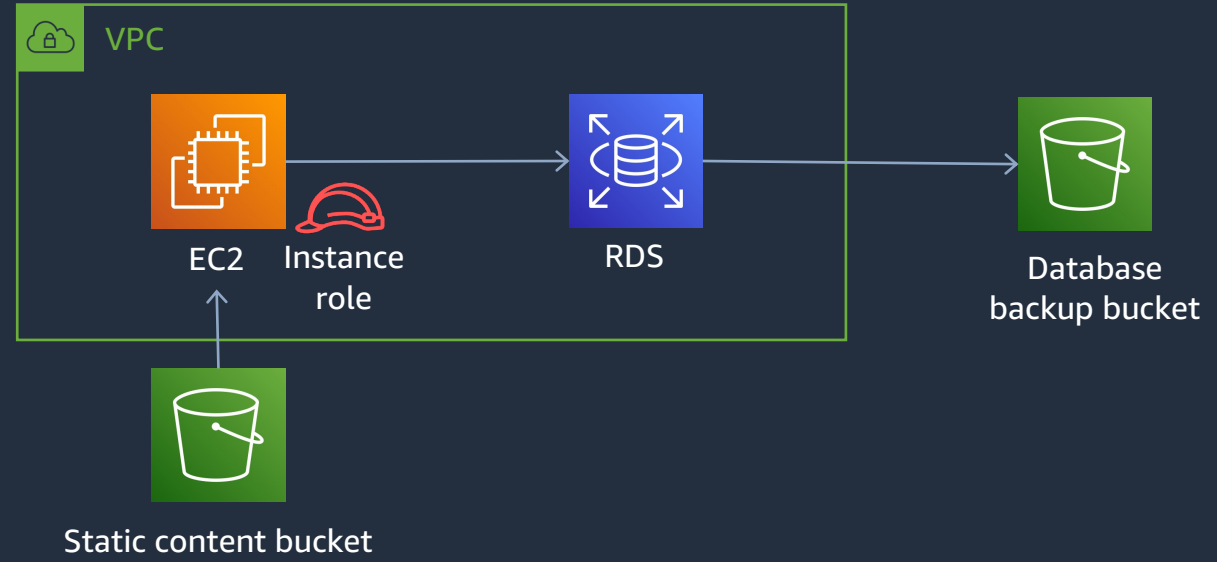 VPC
EC2
Instance
role
RDS
Database
backup bucket
Static content bucket